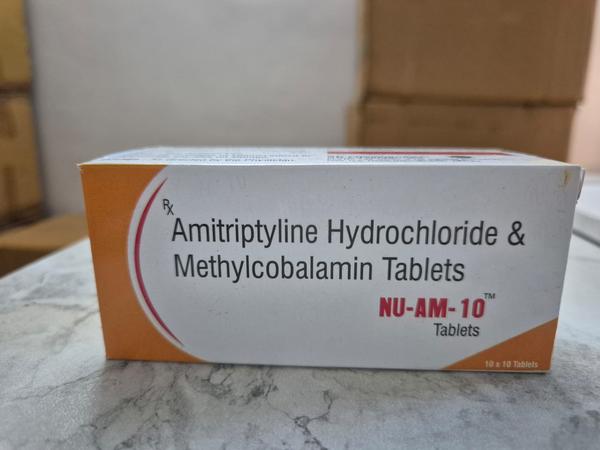 Rx
Amitriptyline Hydrochloride &
Methylcobalamin Tablets
NU-AM-10™
Tablets
10 x 10 Tablets